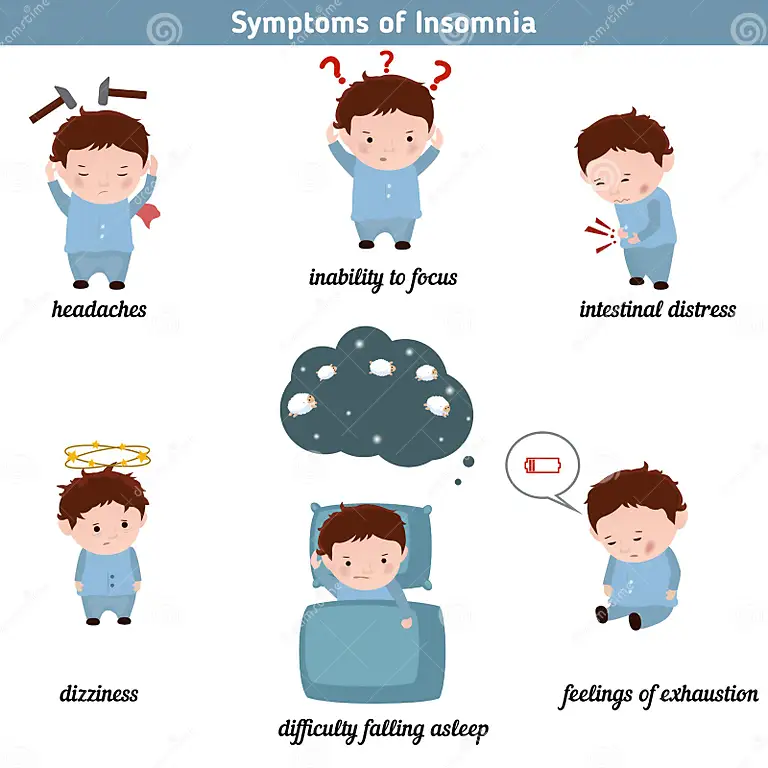 Symptoms of Insomnia
headaches
inability to focus
intestinal distress
dizziness
difficulty falling asleep
feelings of exhaustion